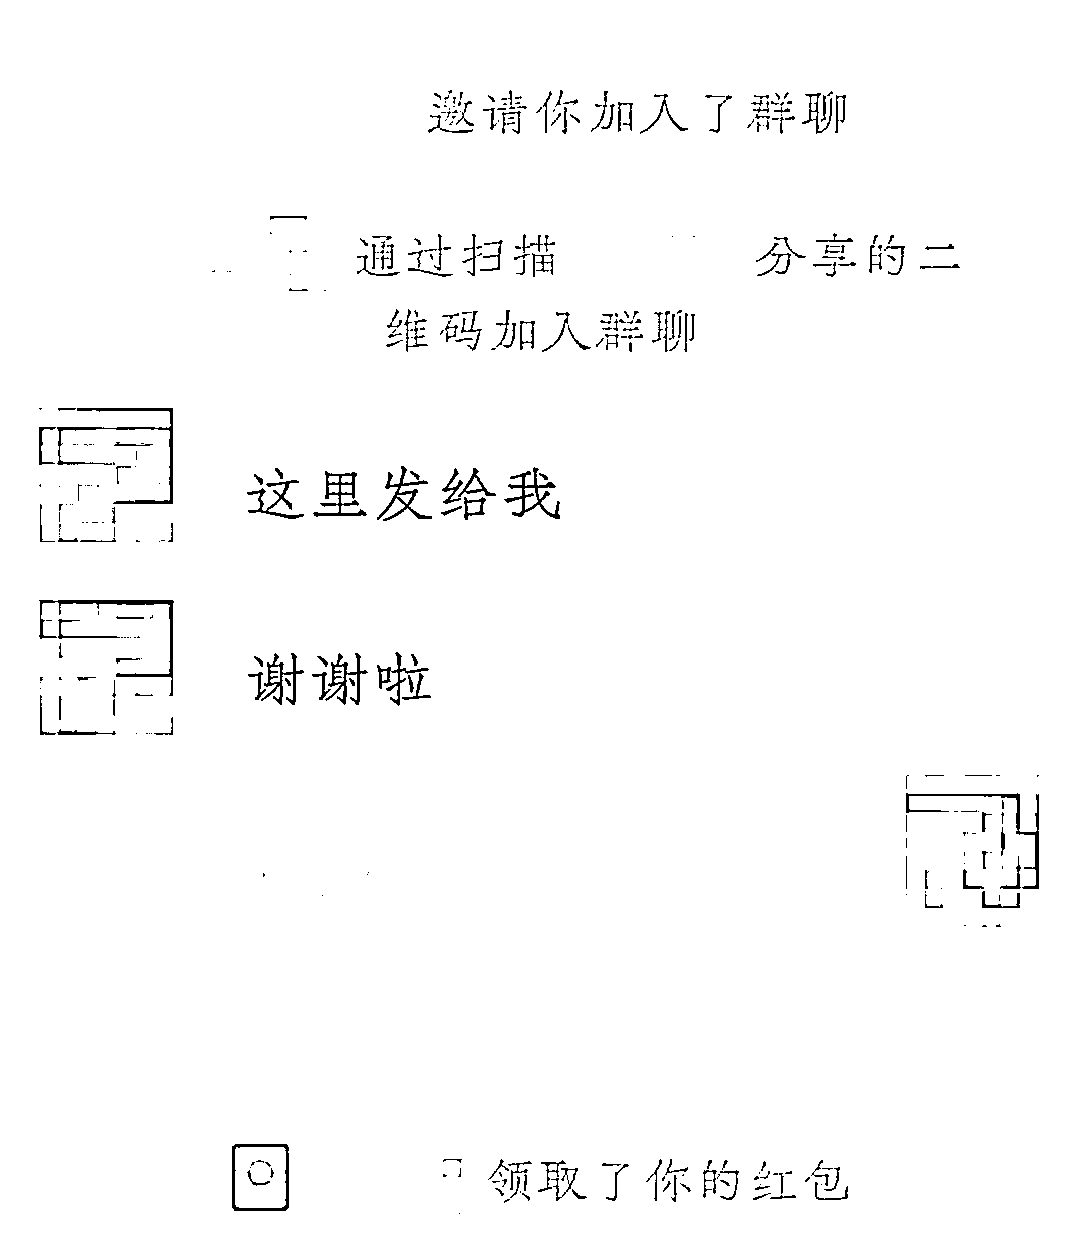 邀请你加入了群聊
通过扫描 分享的二
维码加入群聊
这里发给我
谢谢啦
领取了你的红包